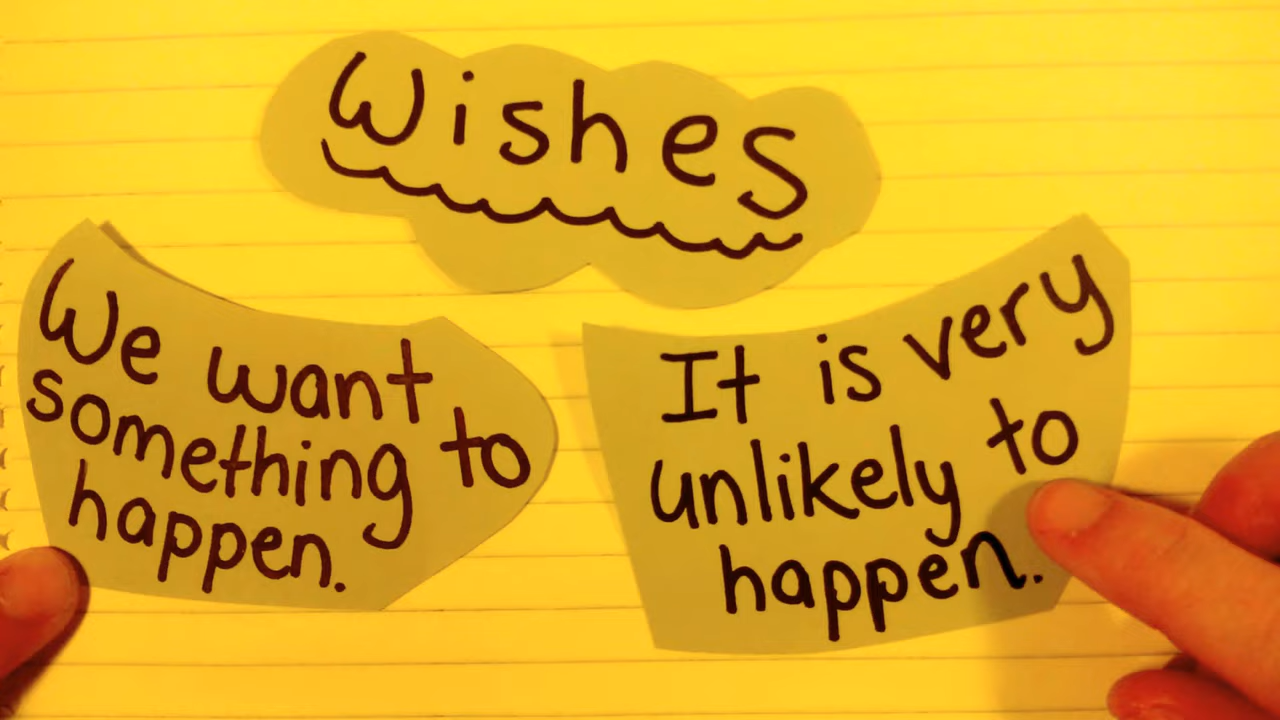 Wishes
We want
something to
happen.
It is very
unlikely to
happen.